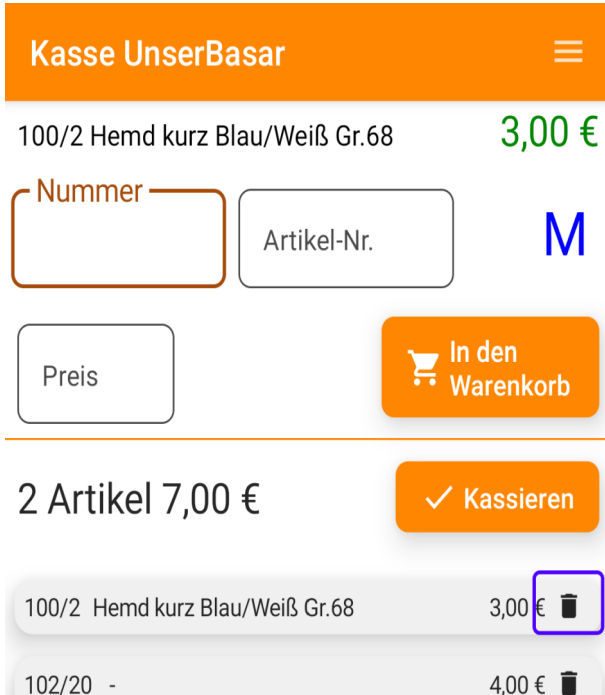 Kasse UnserBasar
100/2 Hemd kurz Blau/Weiß Gr.68 3,00 €
Nummer
Artikel-Nr. M
Preis
In den
Warenkorb
2 Artikel 7,00 €
Kassieren
100/2 Hemd kurz Blau/Weiß Gr.68 3,00 €
102/20 - 4,00 €